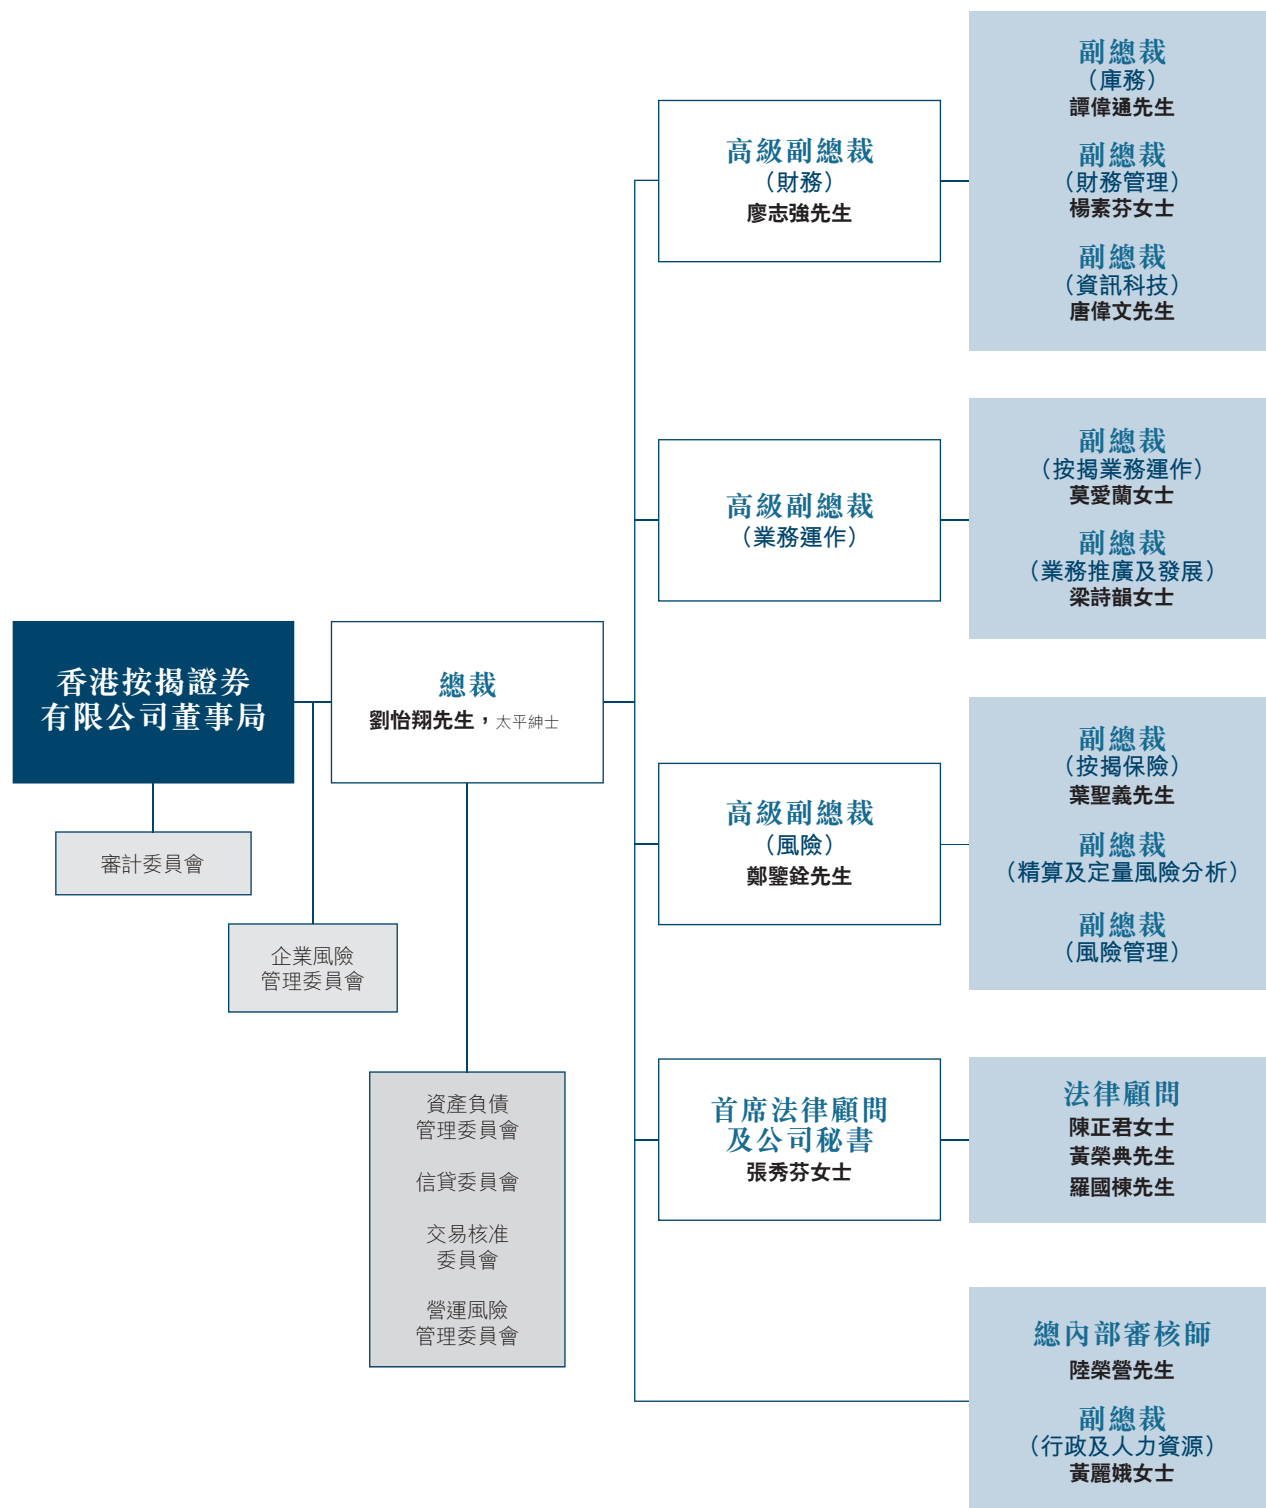 香港按揭證券
有限公司董事局
審計委員會
企業風險
管理委員會
總裁
劉怡翔先生，太平紳士
資產負債
管理委員會
信貸委員會
交易核准
委員會
營運風險
管理委員會
高級副總裁
（財務）
廖志強先生
副總裁
（庫務）
譚偉通先生
副總裁
（財務管理）
楊素芬女士
副總裁
（資訊科技）
唐偉文先生
高級副總裁
（業務運作）
副總裁
（按揭業務運作）
莫愛蘭女士
副總裁
（業務推廣及發展）
梁詩韻女士
高級副總裁
（風險）
鄭鑒銓先生
副總裁
（按揭保險）
葉聖義先生
副總裁
（精算及定量風險分析）
副總裁
（風險管理）
首席法律顧問
及公司秘書
張秀芬女士
法律顧問
陳正君女士
黃榮典先生
羅國棟先生
總內部審核師
陸榮營先生
副總裁
（行政及人力資源）
黃麗娥女士